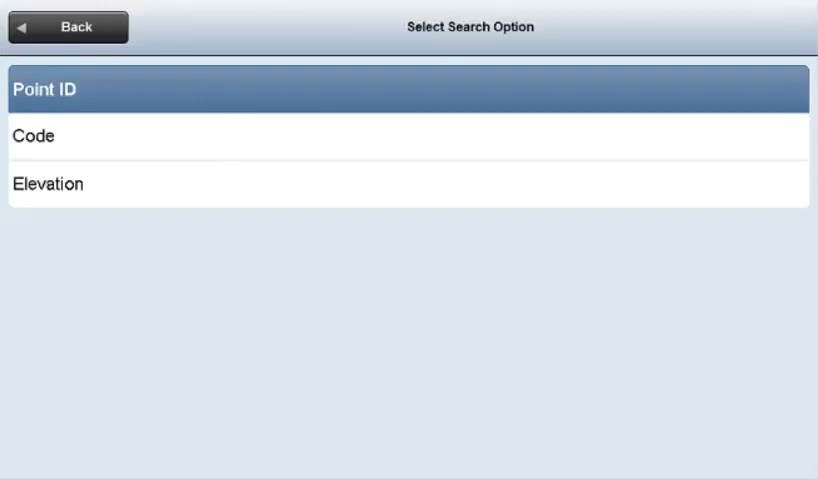 Back
Select Search Option
Point ID
Code
Elevation